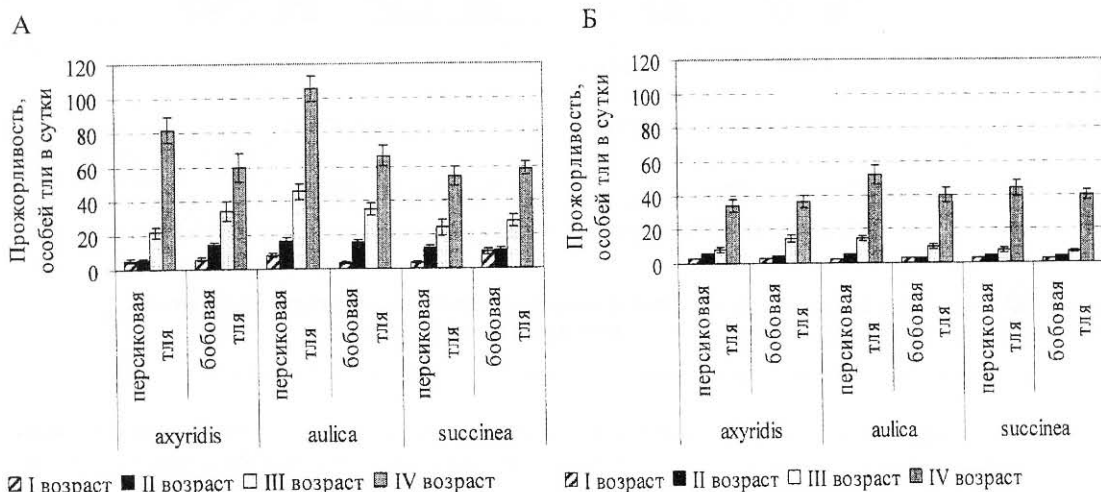 А
Прожорливость,
особей тли в сутки
120
100
80
60
40
20
0
персиковая
тля
бобовая
тля
персиковая
тля
бобовая
тля
персиковая
тля
бобовая
тля
axyridis
aulica
succinea
I возраст II возраст III возраст IV возраст
Б
Прожорливость,
особей тли в сутки
120
100
80
60
40
20
0
персиковая
тля
бобовая
тля
персиковая
тля
бобовая
тля
персиковая
тля
бобовая
тля
axyridis
aulica
succinea
I возраст II возраст III возраст IV возраст